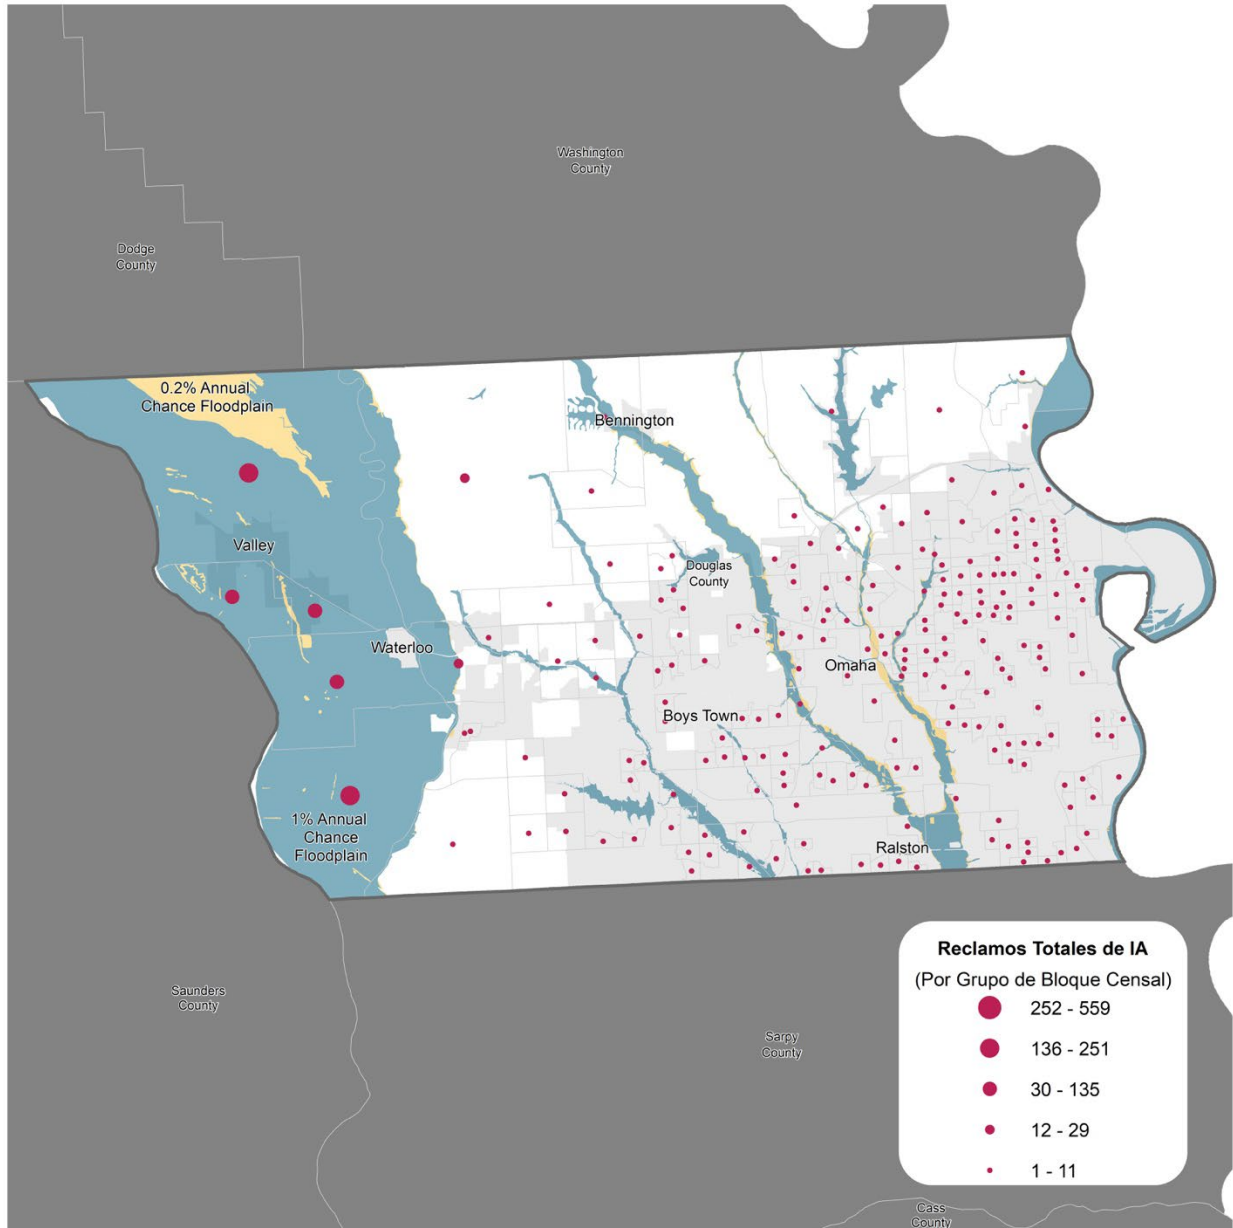 Washington
County
Dodge
County
0.2% Annual
Chance Floodplain
Bennington
Valley
Douglas
County
Waterloo
Omaha
Boys Town
1% Annual
Chance
Floodplain
Ralston
Saunders
County
Sarpy
County
Cass
County
Reclamos Totales de IA
(Por Grupo de Bloque Censal)
252 - 559
136 - 251
30 - 135
12 - 29
1 - 11